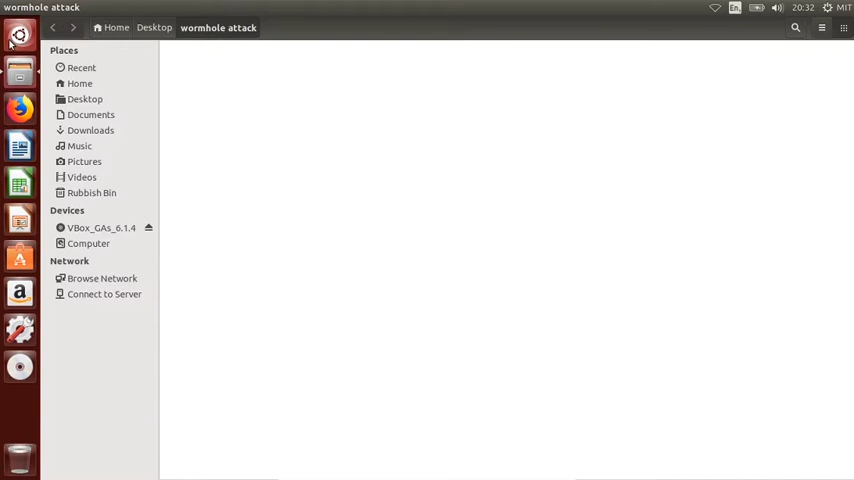 wormhole attack
En
20:32
MIT
Home
Desktop
wormhole attack
Places
Recent
Home
Desktop
Documents
Downloads
Music
Pictures
Videos
Rubbish Bin
Devices
VBox_GAs_6.1.4
Computer
Network
Browse Network
Connect to Server